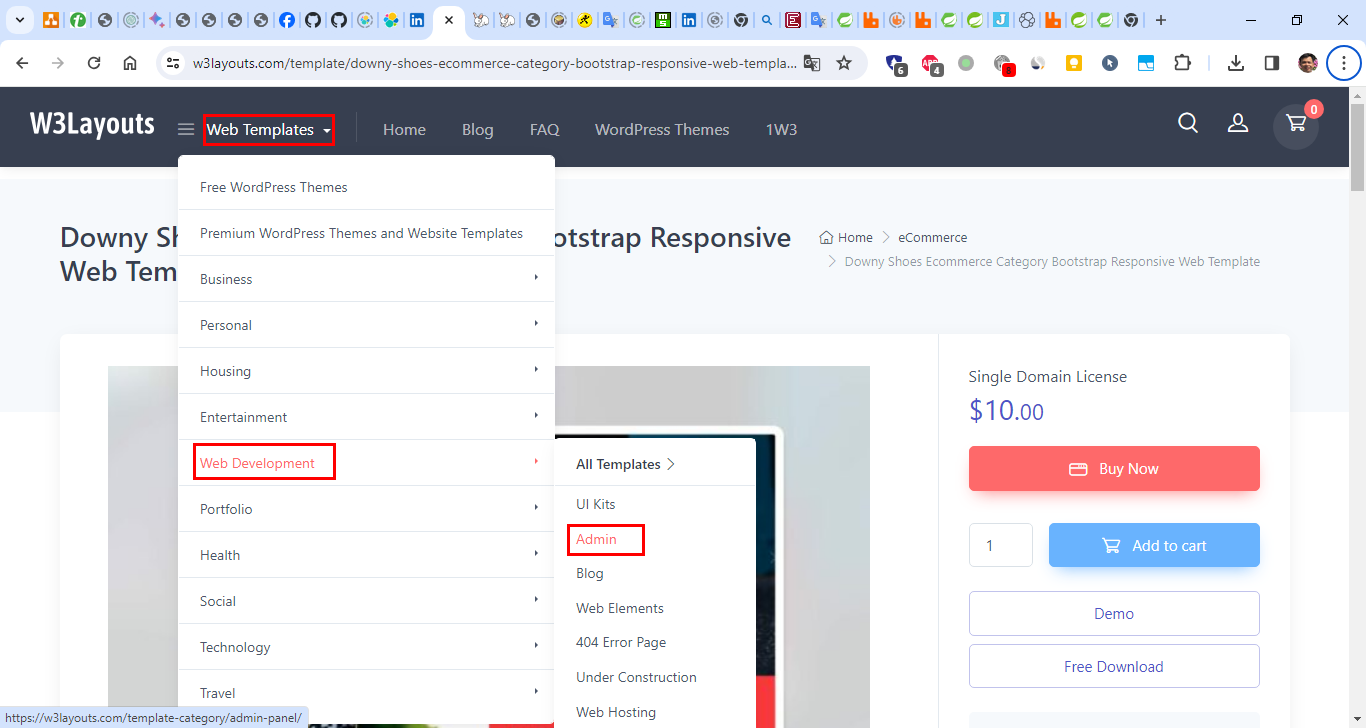 w3layouts.com/template/downy-shoes-ecommerce-category-bootstrap-responsive-web-templa...
6
4
8
W3Layouts
Web Templates
Home
Blog
FAQ
WordPress Themes
1W3
0
Free WordPress Themes
Premium WordPress Themes and Website Templates
Business
Personal
Housing
Entertainment
Web Development
Portfolio
Health
Social
Technology
Travel
All Templates
UI Kits
Admin
Blog
Web Elements
404 Error Page
Under Construction
Web Hosting
Downy Sh
otstrap Responsive
Web Tem
Home
eCommerce
Downy Shoes Ecommerce Category Bootstrap Responsive Web Template
Single Domain License
$10.00
Buy Now
1
Add to cart
Demo
Free Download
https://w3layouts.com/template-category/admin-panel/